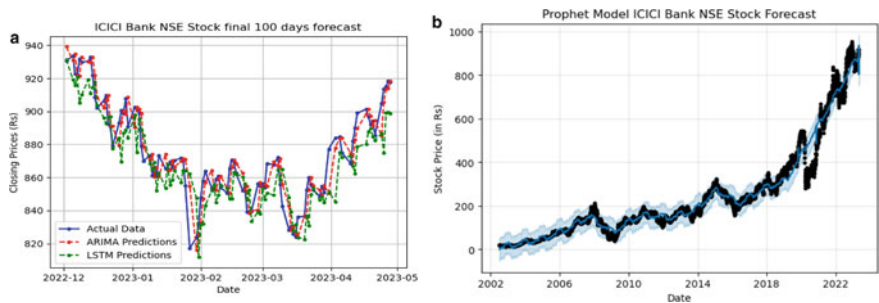 a
ICICI Bank NSE Stock final 100 days forecast
940
920
900
880
860
840
820
Closing Prices (Rs)
Actual Data
ARIMA Predictions
LSTM Predictions
2022-12 2023-01 2023-02 2023-03 2023-04 2023-05
Date
b
Prophet Model ICICI Bank NSE Stock Forecast
1000
800
600
400
200
0
Stock Price (in Rs)
2002 2006 2010 2014 2018 2022
Date